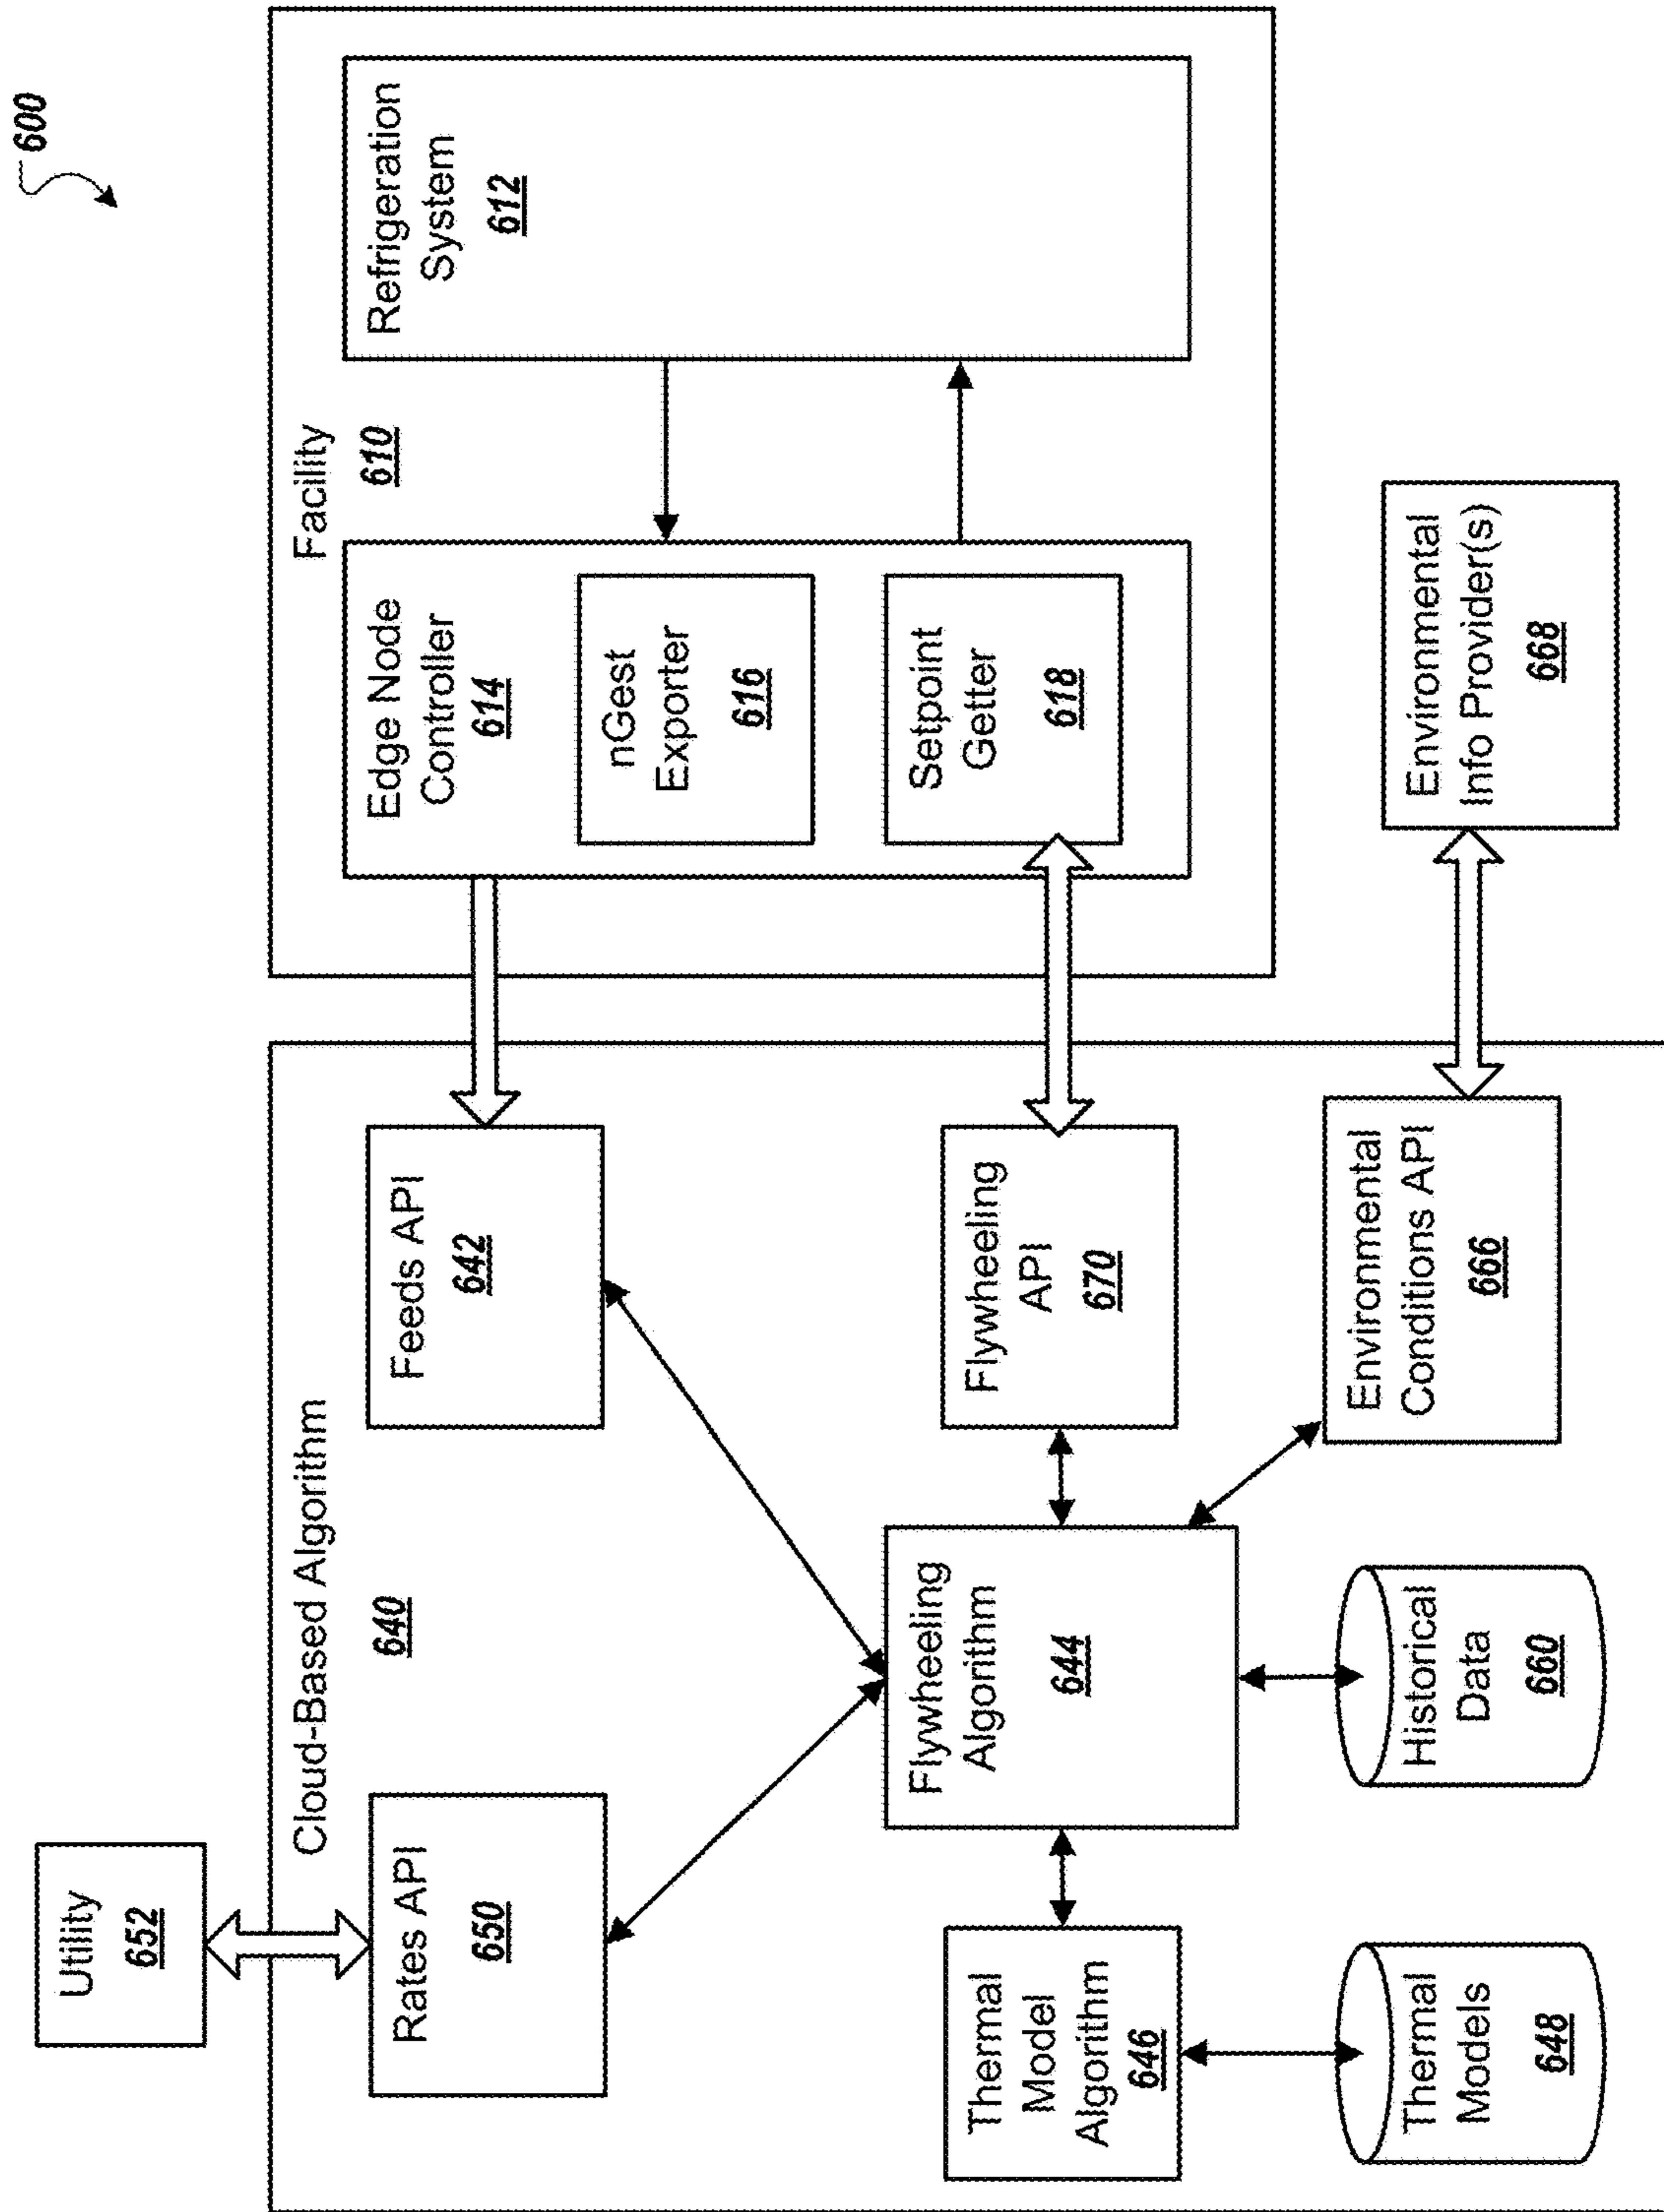 600
Utility
652
Cloud-Based Algorithm
640
Rates API
650
Feeds API
642
Thermal
Model
Algorithm
646
Flywheeling
Algorithm
644
Flywheeling
API
670
Thermal
Models
648
Historical
Data
660
Environmental
Conditions API
666
Facility
610
Edge Node
Controller
614
nGest
Exporter
616
Setpoint
Getter
618
Refrigeration
System
612
Environmental
Info Provider(s)
668